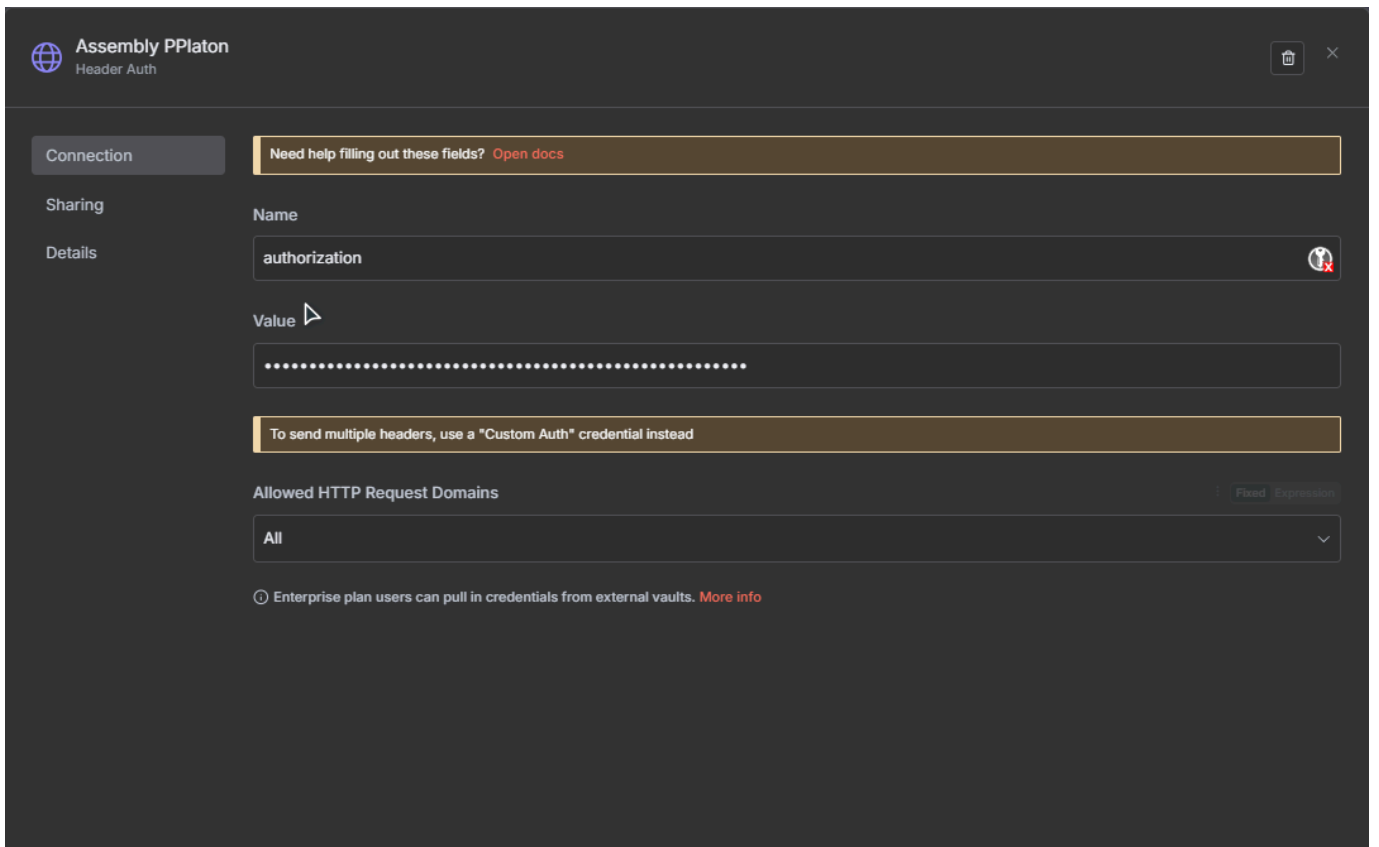 Assembly PPlaton
Header Auth
Connection
Sharing
Details
Need help filling out these fields? Open docs
Name
authorization
Value
••••••••••••••••••••••••••••••••••••••••••••••••••••••
To send multiple headers, use a "Custom Auth" credential instead
Allowed HTTP Request Domains
Fixed Expression
All
Enterprise plan users can pull in credentials from external vaults. More info